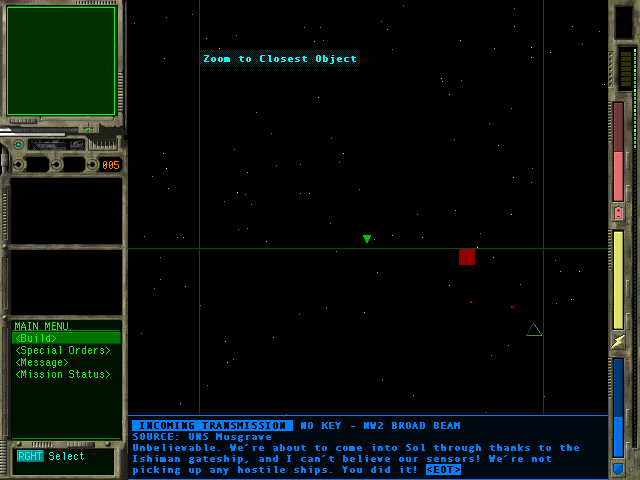 Zoom to Closest Object
005
MAIN MENU
<Build>
<Special Orders>
<Message>
<Mission Status>
RGHT Select
INCOMING TRANSMISSION NO KEY - NW2 BROAD BEAM
SOURCE: UNS Musgrave
Unbelievable. We're about to come into Sol through thanks to the
Ishiman gateship, and I can't believe our sensors! We're not
picking up any hostile ships. You did it! <EOT>